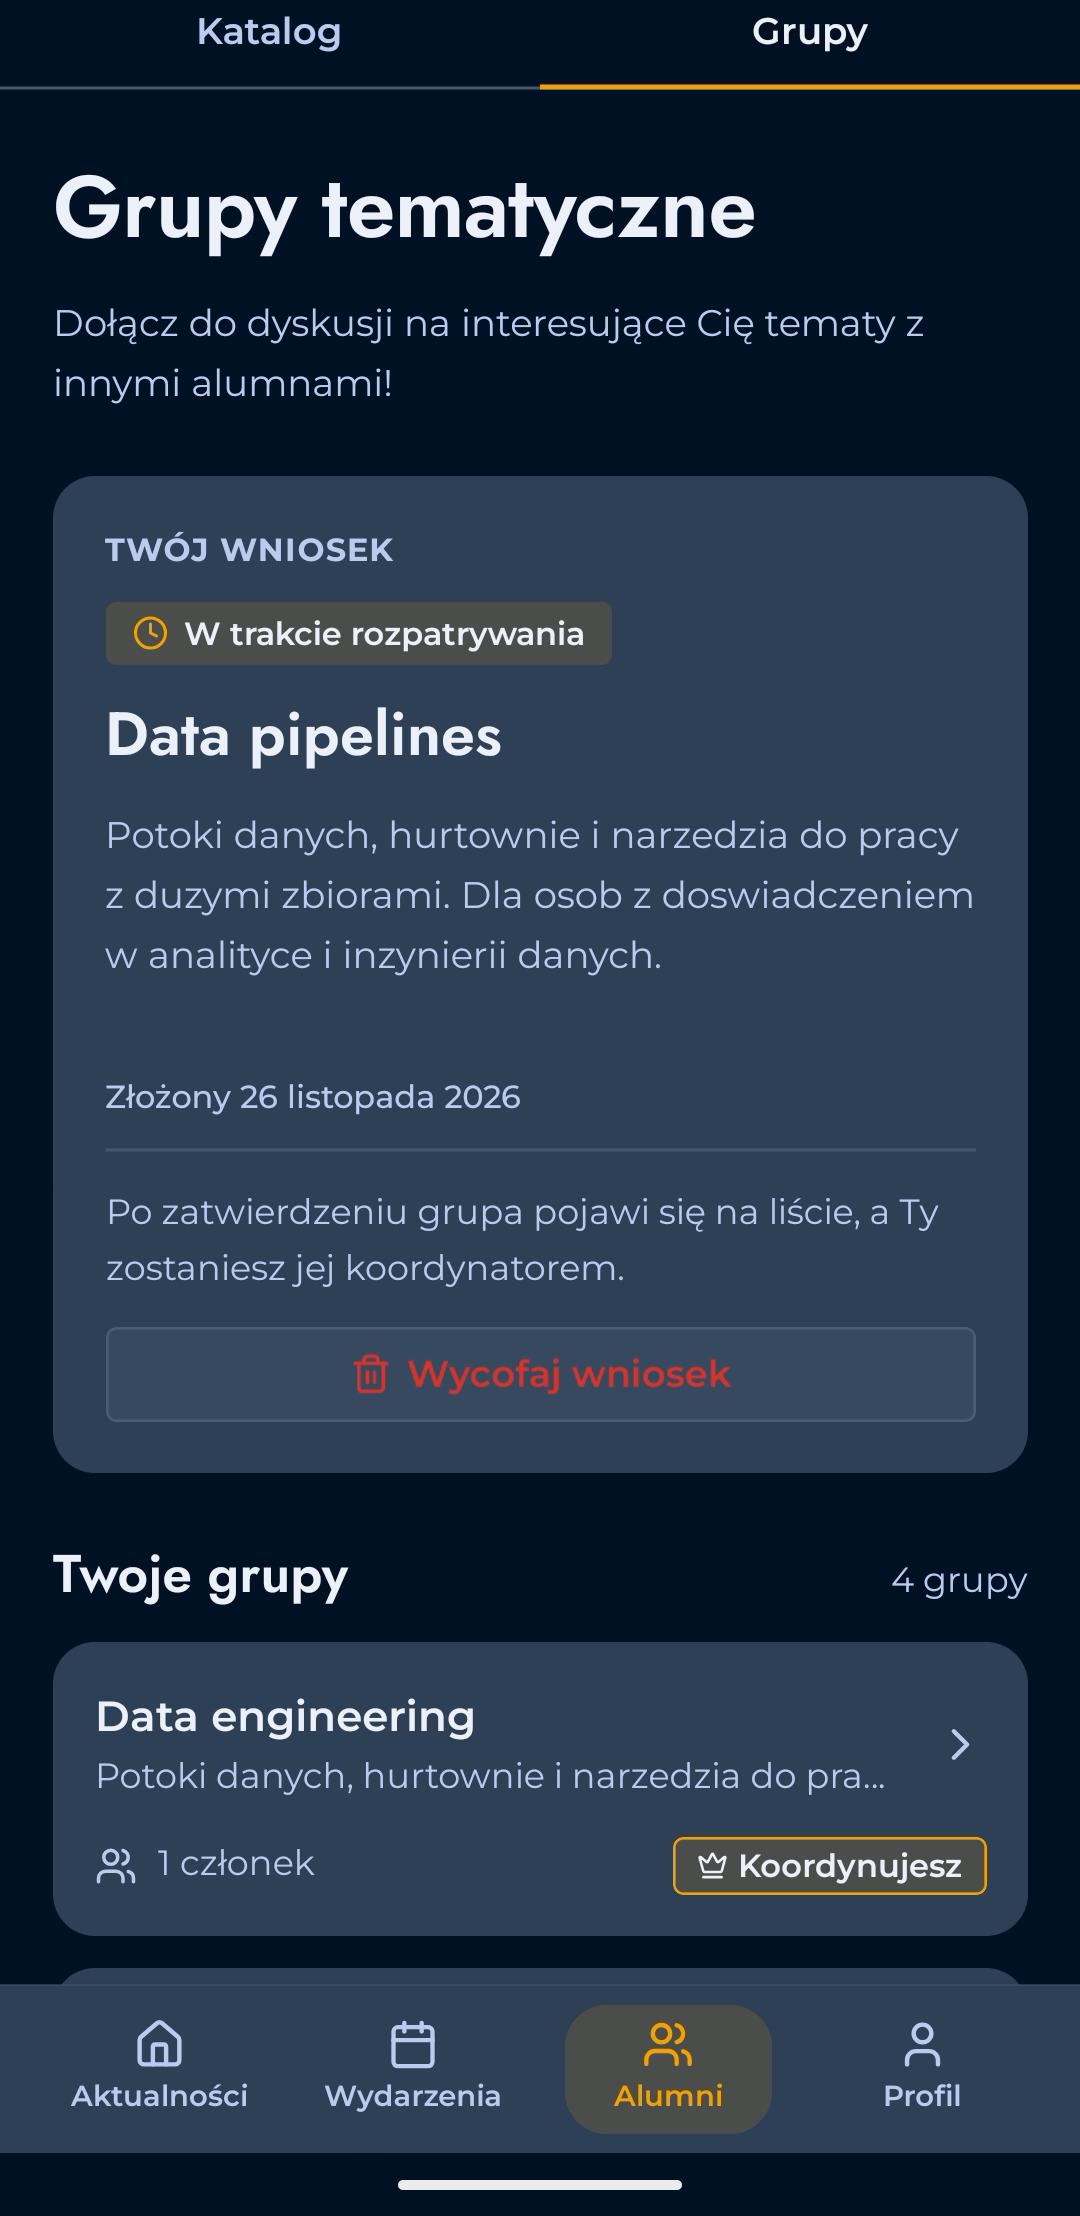 Katalog
Grupy
Grupy tematyczne
Dołącz do dyskusji na interesujące Cię tematy z
innymi alumnami!
TWÓJ WNIOSEK
W trakcie rozpatrywania
Data pipelines
Potoki danych, hurtownie i narzedzia do pracy
z duzymi zbiorami. Dla osob z doswiadczeniem
w analityce i inzynierii danych.
Złożony 26 listopada 2026
Po zatwierdzeniu grupa pojawi się na liście, a Ty
zostaniesz jej koordynatorem.
Wycofaj wniosek
Twoje grupy
4 grupy
Data engineering
Potoki danych, hurtownie i narzedzia do pra...
1 członek
Koordynujesz
Aktualności
Wydarzenia
Alumni
Profil